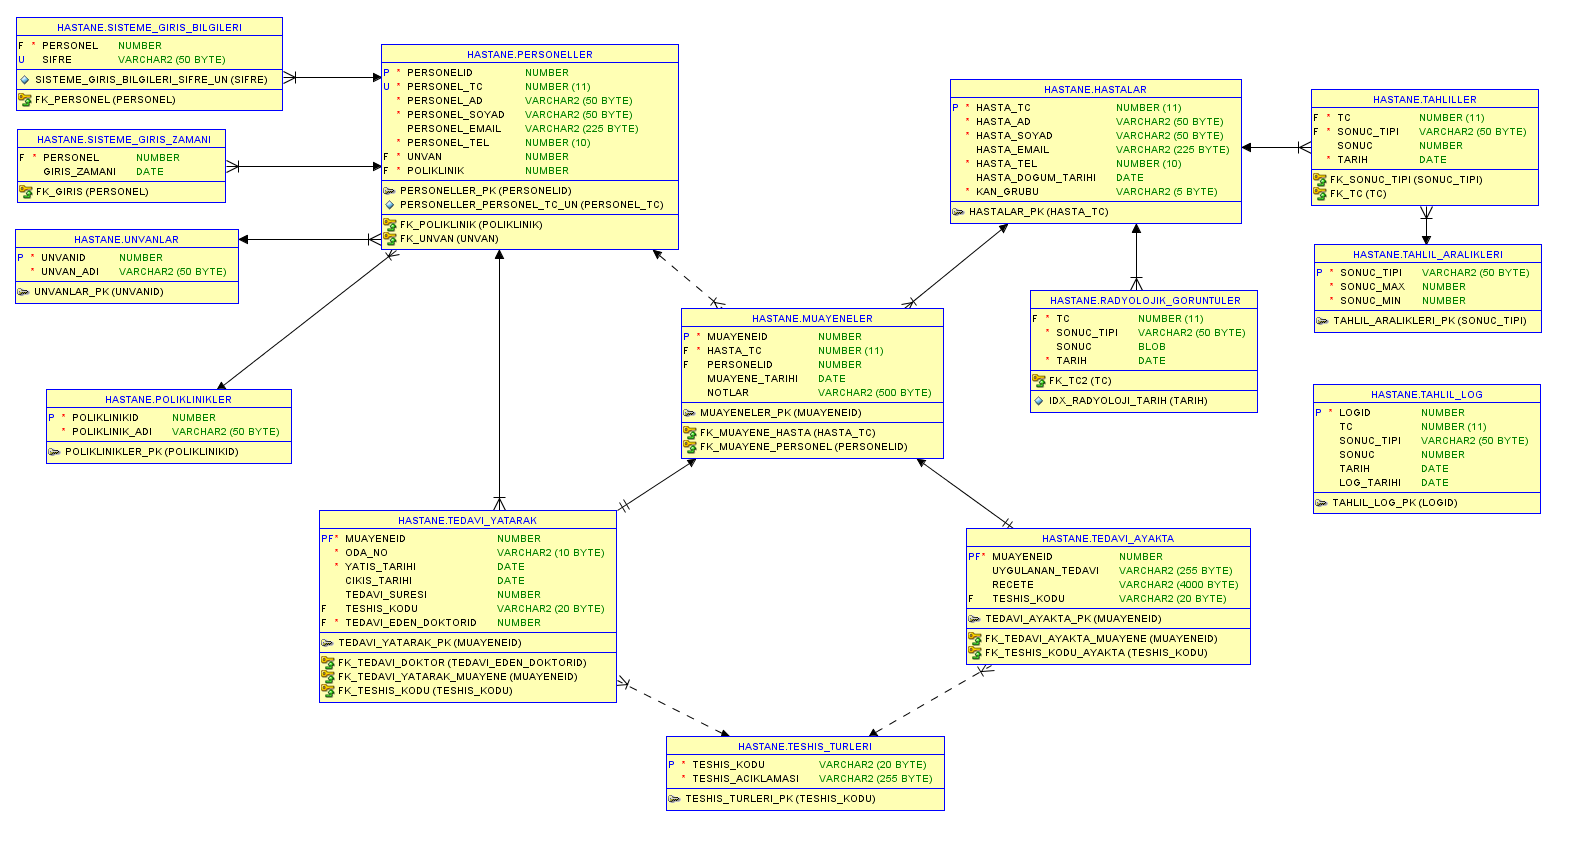 HASTANE.SISTEME_GIRIS_BILGILERI
F * PERSONEL NUMBER
U SIFRE VARCHAR2 (50 BYTE)
SISTEME_GIRIS_BILGILERI_SIFRE_UN (SIFRE)
FK_PERSONEL (PERSONEL)
HASTANE.SISTEME_GIRIS_ZAMANI
F * PERSONEL NUMBER
GIRIS_ZAMANI DATE
FK_GIRIS (PERSONEL)
HASTANE.UNVANLAR
P * UNVANID NUMBER
* UNVAN_ADI VARCHAR2 (50 BYTE)
UNVANLAR_PK (UNVANID)
HASTANE.POLIKLINIKLER
P * POLIKLINIKID NUMBER
* POLIKLINIK_ADI VARCHAR2 (50 BYTE)
POLIKLINIKLER_PK (POLIKLINIKID)
HASTANE.PERSONELLER
P * PERSONELID NUMBER
U * PERSONEL_TC NUMBER (11)
* PERSONEL_AD VARCHAR2 (50 BYTE)
* PERSONEL_SOYAD VARCHAR2 (50 BYTE)
PERSONEL_EMAIL VARCHAR2 (225 BYTE)
* PERSONEL_TEL NUMBER (10)
F * UNVAN NUMBER
F * POLIKLINIK NUMBER
PERSONELLER_PK (PERSONELID)
PERSONELLER_PERSONEL_TC_UN (PERSONEL_TC)
FK_POLIKLINIK (POLIKLINIK)
FK_UNVAN (UNVAN)
HASTANE.HASTALAR
P * HASTA_TC NUMBER (11)
* HASTA_AD VARCHAR2 (50 BYTE)
* HASTA_SOYAD VARCHAR2 (50 BYTE)
HASTA_EMAIL VARCHAR2 (225 BYTE)
* HASTA_TEL NUMBER (10)
HASTA_DOGUM_TARIHI DATE
* KAN_GRUBU VARCHAR2 (5 BYTE)
HASTALAR_PK (HASTA_TC)
HASTANE.TAHLILLER
F * TC NUMBER (11)
F * SONUC_TIPI VARCHAR2 (50 BYTE)
SONUC NUMBER
* TARIH DATE
FK_SONUC_TIPI (SONUC_TIPI)
FK_TC (TC)
HASTANE.TAHLIL_ARALIKLERI
P * SONUC_TIPI VARCHAR2 (50 BYTE)
* SONUC_MAX NUMBER
* SONUC_MIN NUMBER
TAHLIL_ARALIKLERI_PK (SONUC_TIPI)
HASTANE.RADYOLOJIK_GORUNTULER
F * TC NUMBER (11)
* SONUC_TIPI VARCHAR2 (50 BYTE)
SONUC BLOB
* TARIH DATE
FK_TC2 (TC)
IDX_RADYOLOJI_TARIH (TARIH)
HASTANE.MUAYENELER
P * MUAYENEID NUMBER
F * HASTA_TC NUMBER (11)
F PERSONELID NUMBER
MUAYENE_TARIHI DATE
NOTLAR VARCHAR2 (500 BYTE)
MUAYENELER_PK (MUAYENEID)
FK_MUAYENE_HASTA (HASTA_TC)
FK_MUAYENE_PERSONEL (PERSONELID)
HASTANE.TAHLIL_LOG
P * LOGID NUMBER
TC NUMBER (11)
SONUC_TIPI VARCHAR2 (50 BYTE)
SONUC NUMBER
TARIH DATE
LOG_TARIHI DATE
TAHLIL_LOG_PK (LOGID)
HASTANE.TEDAVI_YATARAK
PF* MUAYENEID NUMBER
* ODA_NO VARCHAR2 (10 BYTE)
* YATIS_TARIHI DATE
CIKIS_TARIHI DATE
TEDAVI_SURESI NUMBER
F TESHIS_KODU VARCHAR2 (20 BYTE)
F * TEDAVI_EDEN_DOKTORID NUMBER
TEDAVI_YATARAK_PK (MUAYENEID)
FK_TEDAVI_DOKTOR (TEDAVI_EDEN_DOKTORID)
FK_TEDAVI_YATARAK_MUAYENE (MUAYENEID)
FK_TESHIS_KODU (TESHIS_KODU)
HASTANE.TEDAVI_AYAKTA
PF* MUAYENEID NUMBER
UYGULANAN_TEDAVI VARCHAR2 (255 BYTE)
RECETE VARCHAR2 (4000 BYTE)
F TESHIS_KODU VARCHAR2 (20 BYTE)
TEDAVI_AYAKTA_PK (MUAYENEID)
FK_TEDAVI_AYAKTA_MUAYENE (MUAYENEID)
FK_TESHIS_KODU_AYAKTA (TESHIS_KODU)
HASTANE.TESHIS_TURLERI
P * TESHIS_KODU VARCHAR2 (20 BYTE)
* TESHIS_ACIKLAMASI VARCHAR2 (255 BYTE)
TESHIS_TURLERI_PK (TESHIS_KODU)